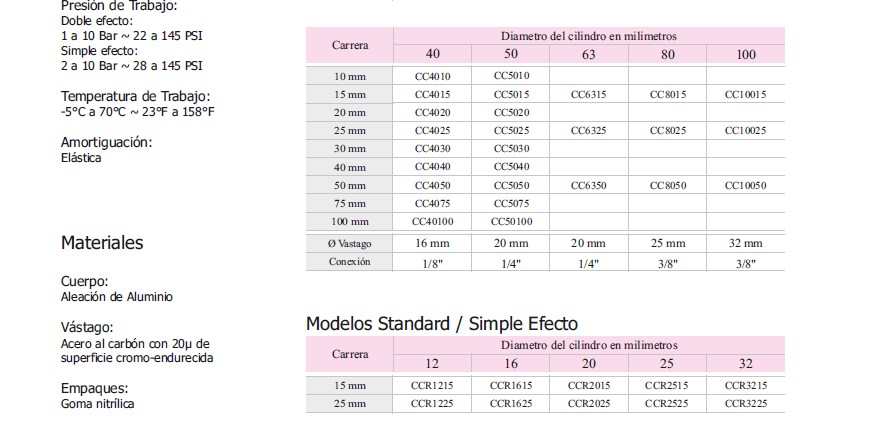 Presión de Trabajo:
Doble efecto:
1 a 10 Bar ~ 22 a 145 PSI
Simple efecto:
2 a 10 Bar ~ 28 a 145 PSI
Temperatura de Trabajo:
-5°C a 70°C ~ 23°F a 158°F
Amortiguación:
Elástica
Materiales
Cuerpo:
Aleación de Aluminio
Vástago:
Acero al carbón con 20µ de
superficie cromo-endurecida
Empaques:
Goma nitrílica
Carrera Diametro del cilindro en milimetros
40 50 63 80 100
10 mm CC4010 CC5010
15 mm CC4015 CC5015 CC6315 CC8015 CC10015
20 mm CC4020 CC5020
25 mm CC4025 CC5025 CC6325 CC8025 CC10025
30 mm CC4030 CC5030
40 mm CC4040 CC5040
50 mm CC4050 CC5050 CC6350 CC8050 CC10050
75 mm CC4075 CC5075
100 mm CC40100 CC50100
Ø Vastago 16 mm 20 mm 20 mm 25 mm 32 mm
Conexión 1/8" 1/4" 1/4" 3/8" 3/8"
Modelos Standard / Simple Efecto
Carrera Diametro del cilindro en milimetros
12 16 20 25 32
15 mm CCR1215 CCR1615 CCR2015 CCR2515 CCR3215
25 mm CCR1225 CCR1625 CCR2025 CCR2525 CCR3225